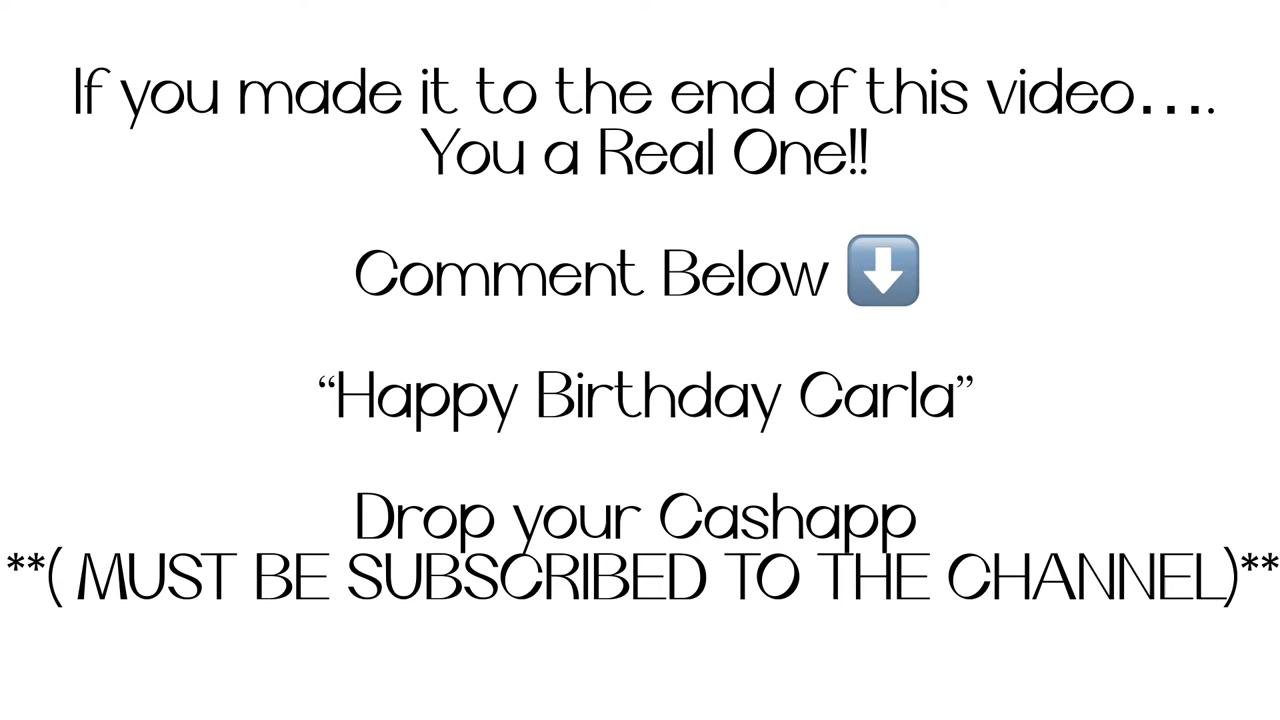 If you made it to the end of this video….
You a Real One!!
Comment Below ⬇️
“Happy Birthday Carla”
Drop your Cashapp
**( MUST BE SUBSCRIBED TO THE CHANNEL)**